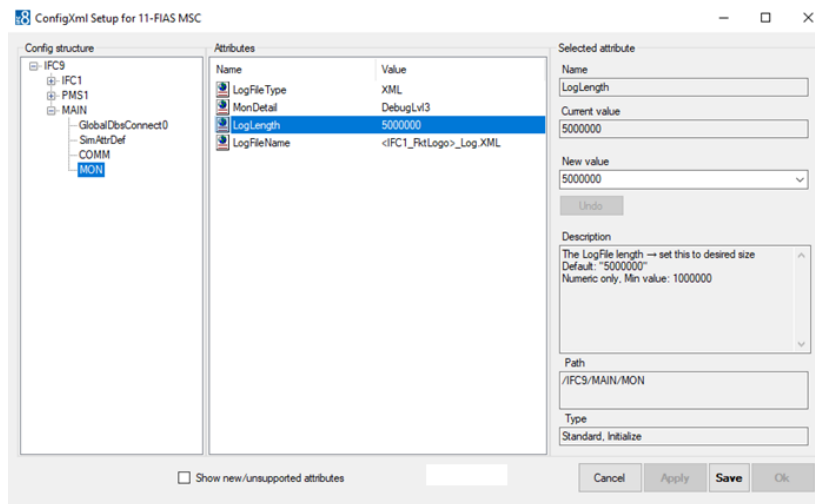 ConfigXml Setup for 11-FIAS MSC
Config structure
IFC9
IFC1
PMS1
MAIN
GlobalDbsConnect0
SimAttrDef
COMM
MON
Attributes
Name Value
LogFileType XML
MonDetail DebugLvl3
LogLength 5000000
LogFileName <IFC1_FktLogo>_Log.XML
Selected attribute
Name
LogLength
Current value
5000000
New value
5000000
Undo
Description
The LogFile length → set this to desired size
Default: "5000000"
Numeric only, Min value: 1000000
Path
/IFC9/MAIN/MON
Type
Standard, Initialize
Show new/unsupported attributes
Cancel Apply Save Ok